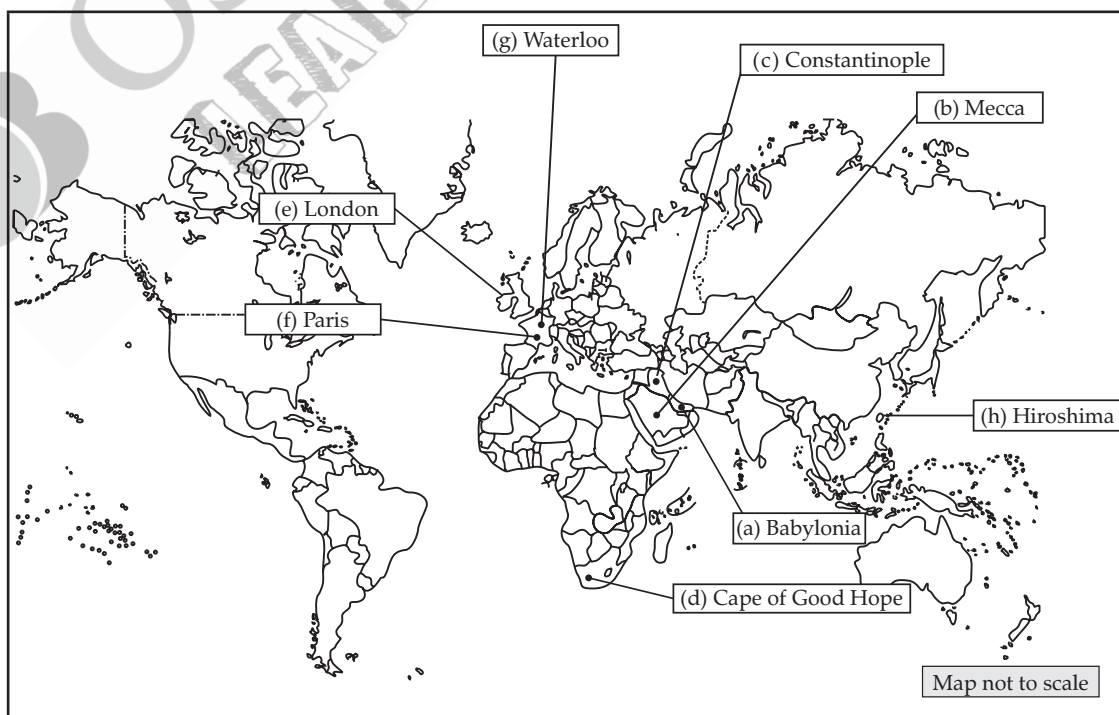 (g) Waterloo
(c) Constantinople
(b) Mecca
(e) London
(f) Paris
(h) Hiroshima
(a) Babylonia
(d) Cape of Good Hope
Map not to scale